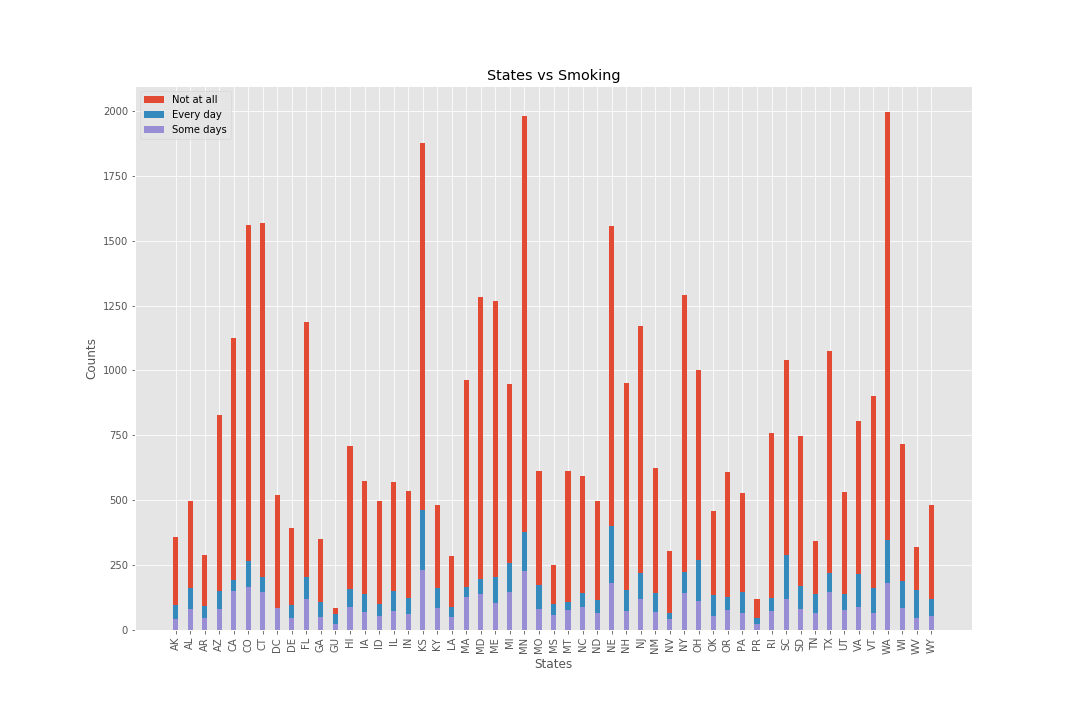 States vs Smoking
Not at all
Every day
Some days
2000
1750
1500
1250
1000
750
500
250
0
Counts
AK AL AR AZ CA CO CT DC DE FL GA GU HI IA ID IL IN KS KY LA MA MD ME MI MN MO MS MT NC ND NE NH NJ NM NV NY OH OK OR PA PR RI SC SD TN TX UT VA VT WA WI WV WY
States